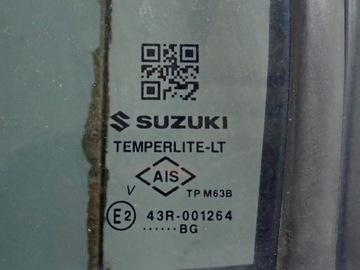 SUZUKI
TEMPERLITE-LT
AIS
V TP M63B
E2 43R-001264
······BG